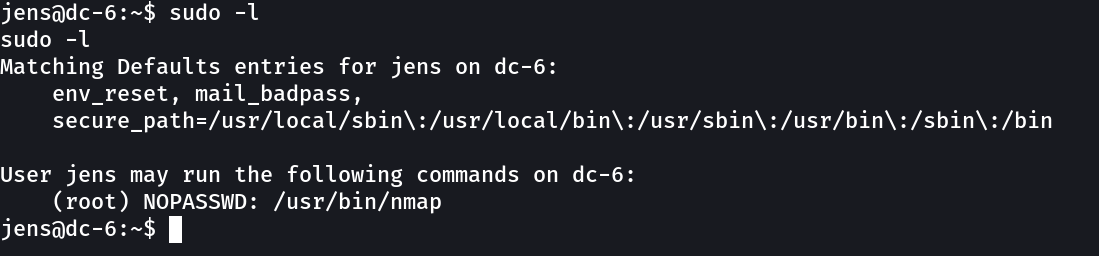 jens@dc-6:~$ sudo -l
sudo -l
Matching Defaults entries for jens on dc-6:
    env_reset, mail_badpass,
    secure_path=/usr/local/sbin\:/usr/local/bin\:/usr/sbin\:/usr/bin\:/sbin\:/bin

User jens may run the following commands on dc-6:
    (root) NOPASSWD: /usr/bin/nmap
jens@dc-6:~$